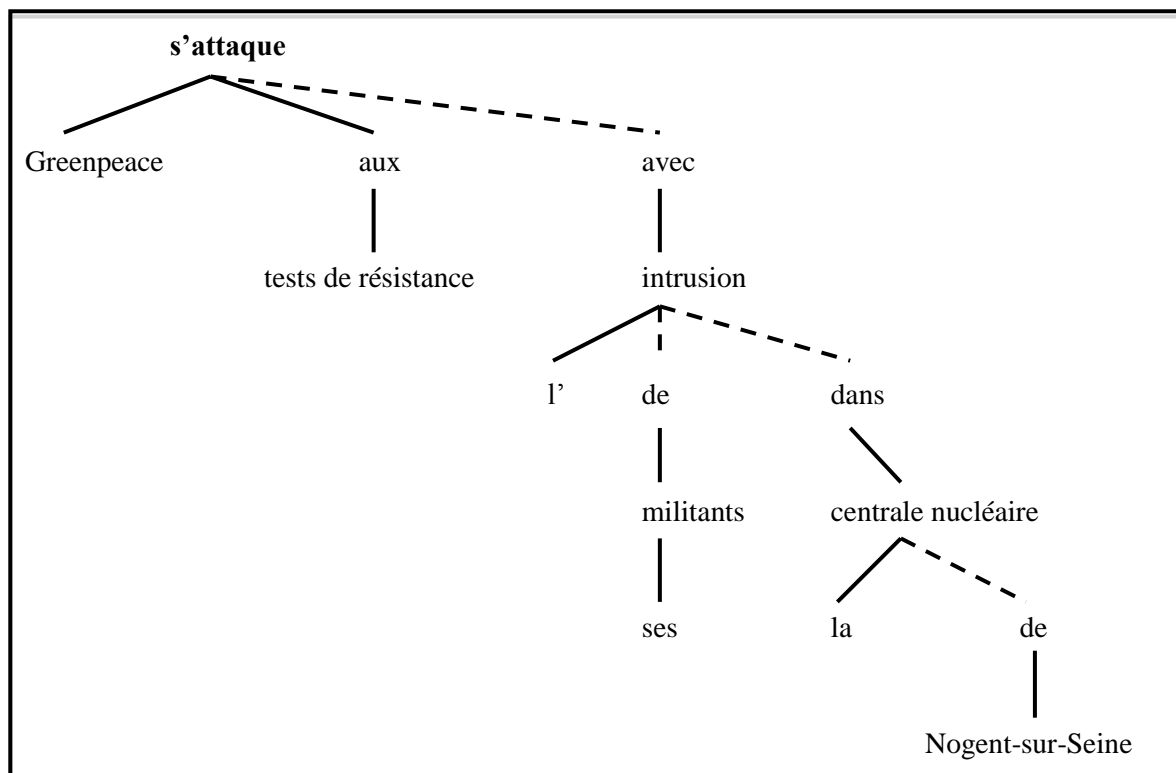 s’attaque
Greenpeace aux avec
tests de résistance intrusion
l’ de dans
militants centrale nucléaire
ses la de
Nogent-sur-Seine